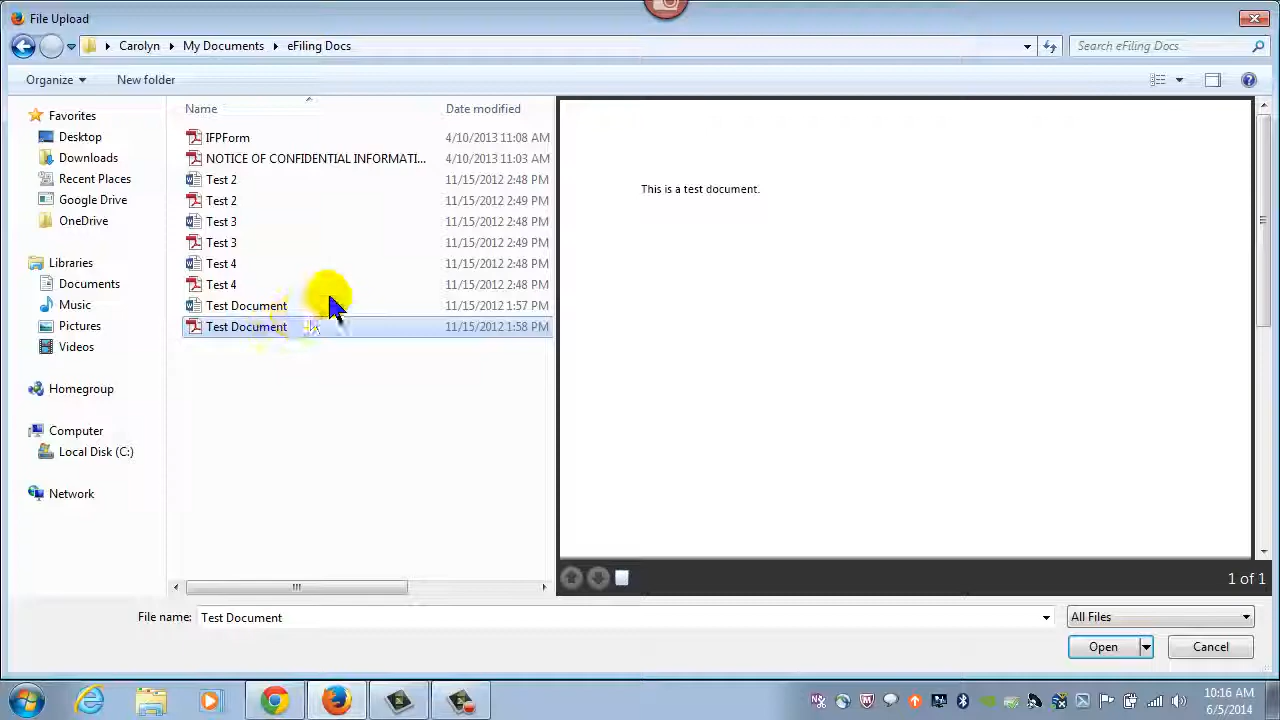 File Upload
Carolyn My Documents eFiling Docs Search eFiling Docs
Organize New folder
Name Date modified
Favorites
Desktop
Downloads
Recent Places
Google Drive
OneDrive
Libraries
Documents
Music
Pictures
Videos
Homegroup
Computer
Local Disk (C:)
Network
IFPForm 4/10/2013 11:08 AM
NOTICE OF CONFIDENTIAL INFORMATI... 4/10/2013 11:03 AM
Test 2 11/15/2012 2:48 PM
Test 2 11/15/2012 2:49 PM
Test 3 11/15/2012 2:48 PM
Test 3 11/15/2012 2:49 PM
Test 4 11/15/2012 2:48 PM
Test 4 11/15/2012 2:48 PM
Test Document 11/15/2012 1:57 PM
Test Document 11/15/2012 1:58 PM
This is a test document.
1 of 1
File name: Test Document All Files
Open Cancel
10:16 AM
6/5/2014